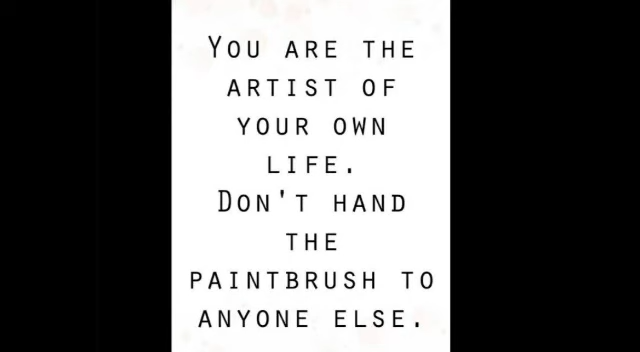 You are the
artist of
your own
life.
Don't hand
the
paintbrush to
anyone else.